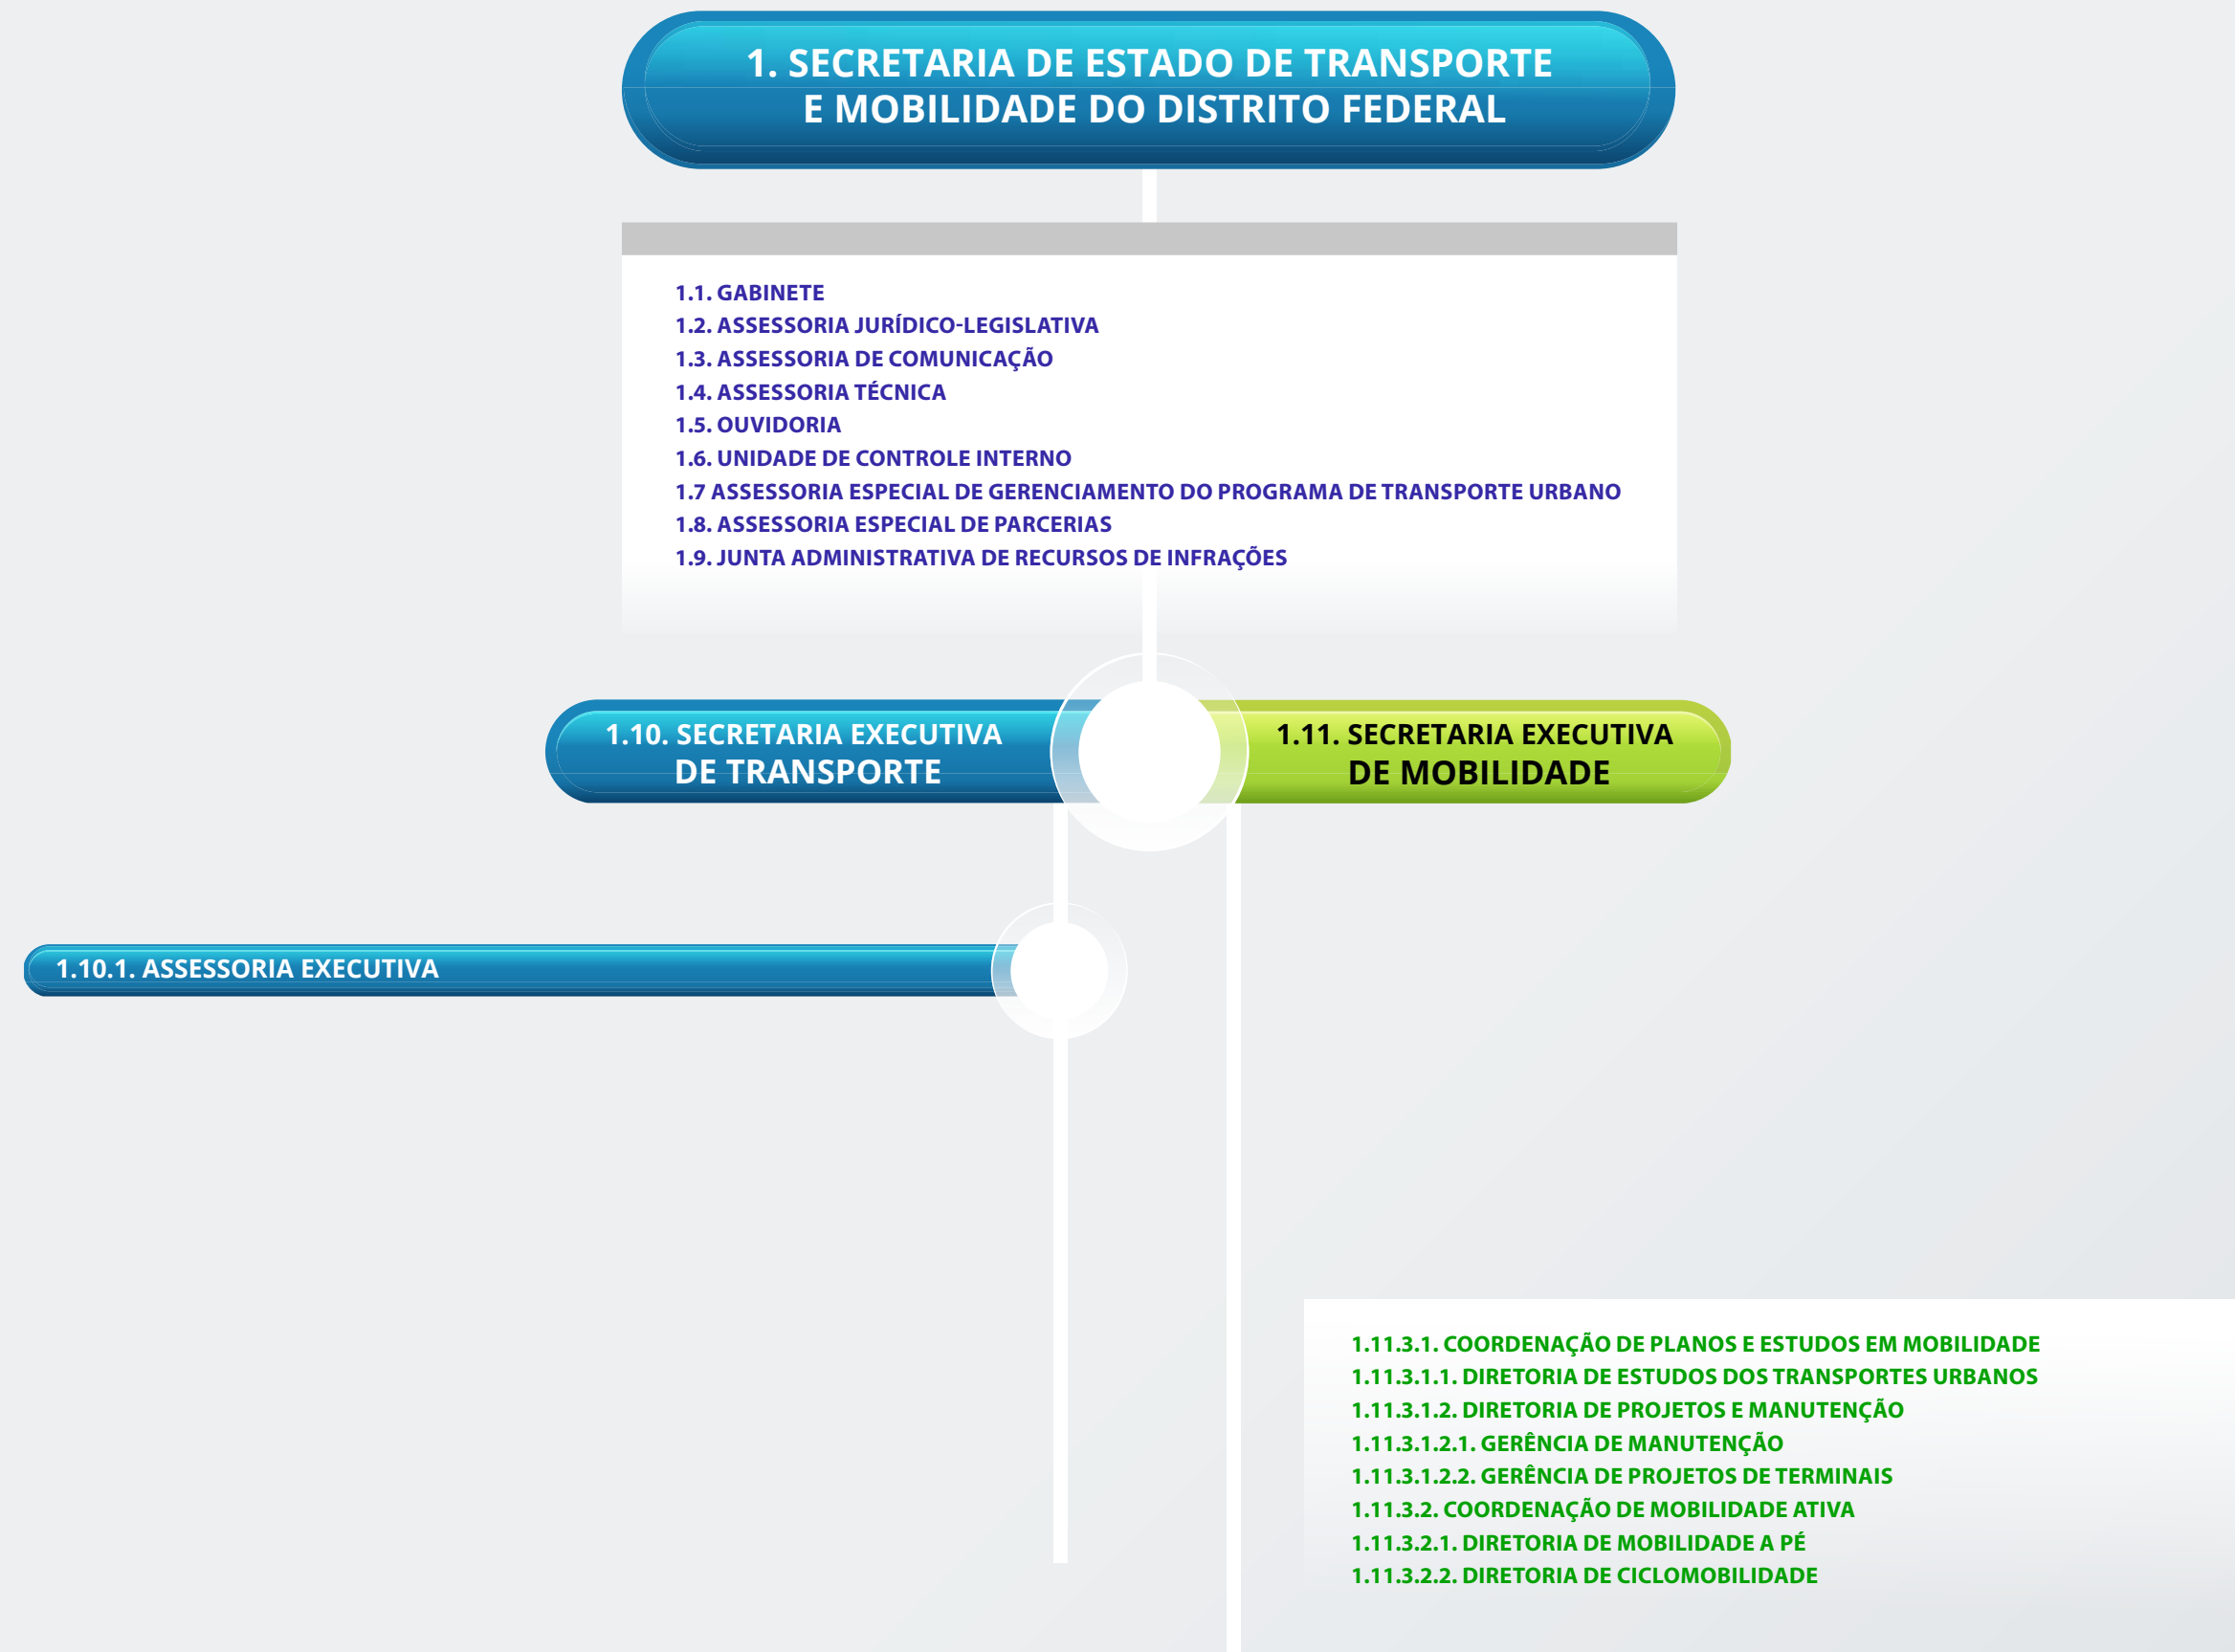 1. SECRETARIA DE ESTADO DE TRANSPORTE
E MOBILIDADE DO DISTRITO FEDERAL
1.1. GABINETE
1.2. ASSESSORIA JURÍDICO-LEGISLATIVA
1.3. ASSESSORIA DE COMUNICAÇÃO
1.4. ASSESSORIA TÉCNICA
1.5. OUVIDORIA
1.6. UNIDADE DE CONTROLE INTERNO
1.7 ASSESSORIA ESPECIAL DE GERENCIAMENTO DO PROGRAMA DE TRANSPORTE URBANO
1.8. ASSESSORIA ESPECIAL DE PARCERIAS
1.9. JUNTA ADMINISTRATIVA DE RECURSOS DE INFRAÇÕES
1.10. SECRETARIA EXECUTIVA
DE TRANSPORTE
1.11. SECRETARIA EXECUTIVA
DE MOBILIDADE
1.10.1. ASSESSORIA EXECUTIVA
1.11.3.1. COORDENAÇÃO DE PLANOS E ESTUDOS EM MOBILIDADE
1.11.3.1.1. DIRETORIA DE ESTUDOS DOS TRANSPORTES URBANOS
1.11.3.1.2. DIRETORIA DE PROJETOS E MANUTENÇÃO
1.11.3.1.2.1. GERÊNCIA DE MANUTENÇÃO
1.11.3.1.2.2. GERÊNCIA DE PROJETOS DE TERMINAIS
1.11.3.2. COORDENAÇÃO DE MOBILIDADE ATIVA
1.11.3.2.1. DIRETORIA DE MOBILIDADE A PÉ
1.11.3.2.2. DIRETORIA DE CICLOMOBILIDADE